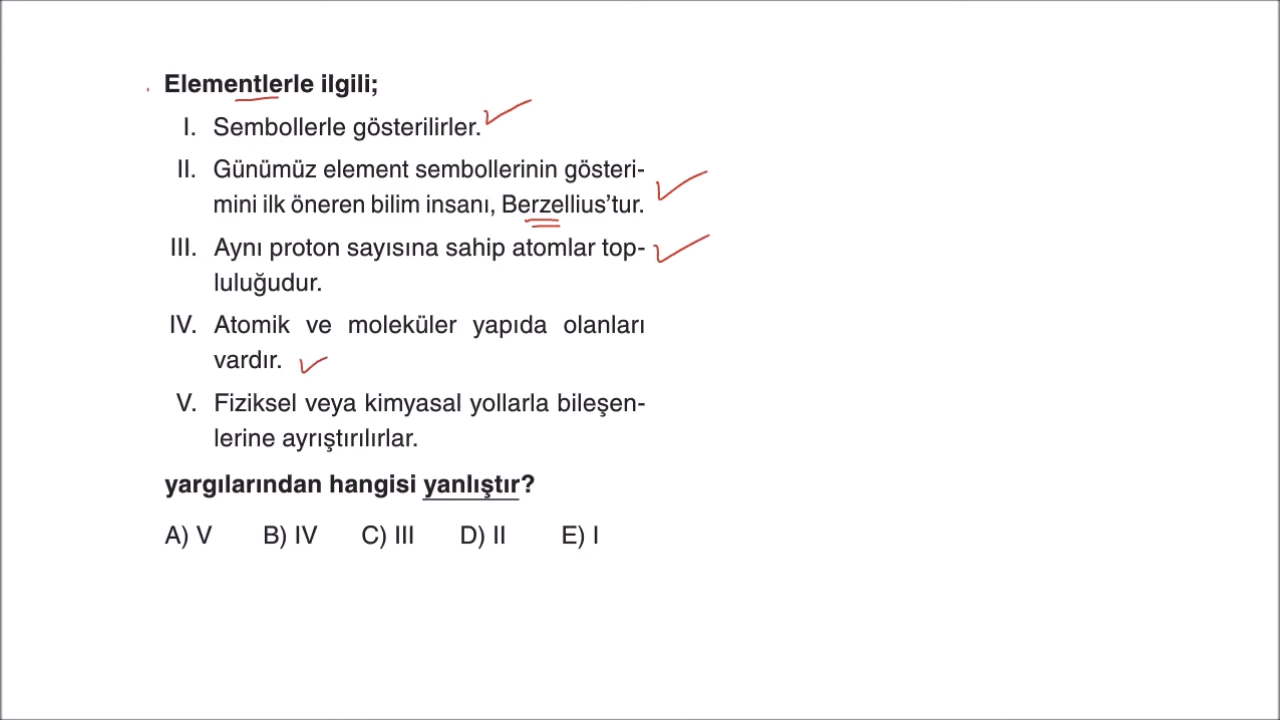 Elementlerle ilgili;
I. Sembollerle gösterilirler.
II. Günümüz element sembollerinin gösteri-
mini ilk öneren bilim insanı, Berzellius’tur.
III. Aynı proton sayısına sahip atomlar top-
luluğudur.
IV. Atomik ve moleküler yapıda olanları
vardır.
V. Fiziksel veya kimyasal yollarla bileşen-
lerine ayrıştırılırlar.
yargılarından hangisi yanlıştır?
A) V B) IV C) III D) II E) I